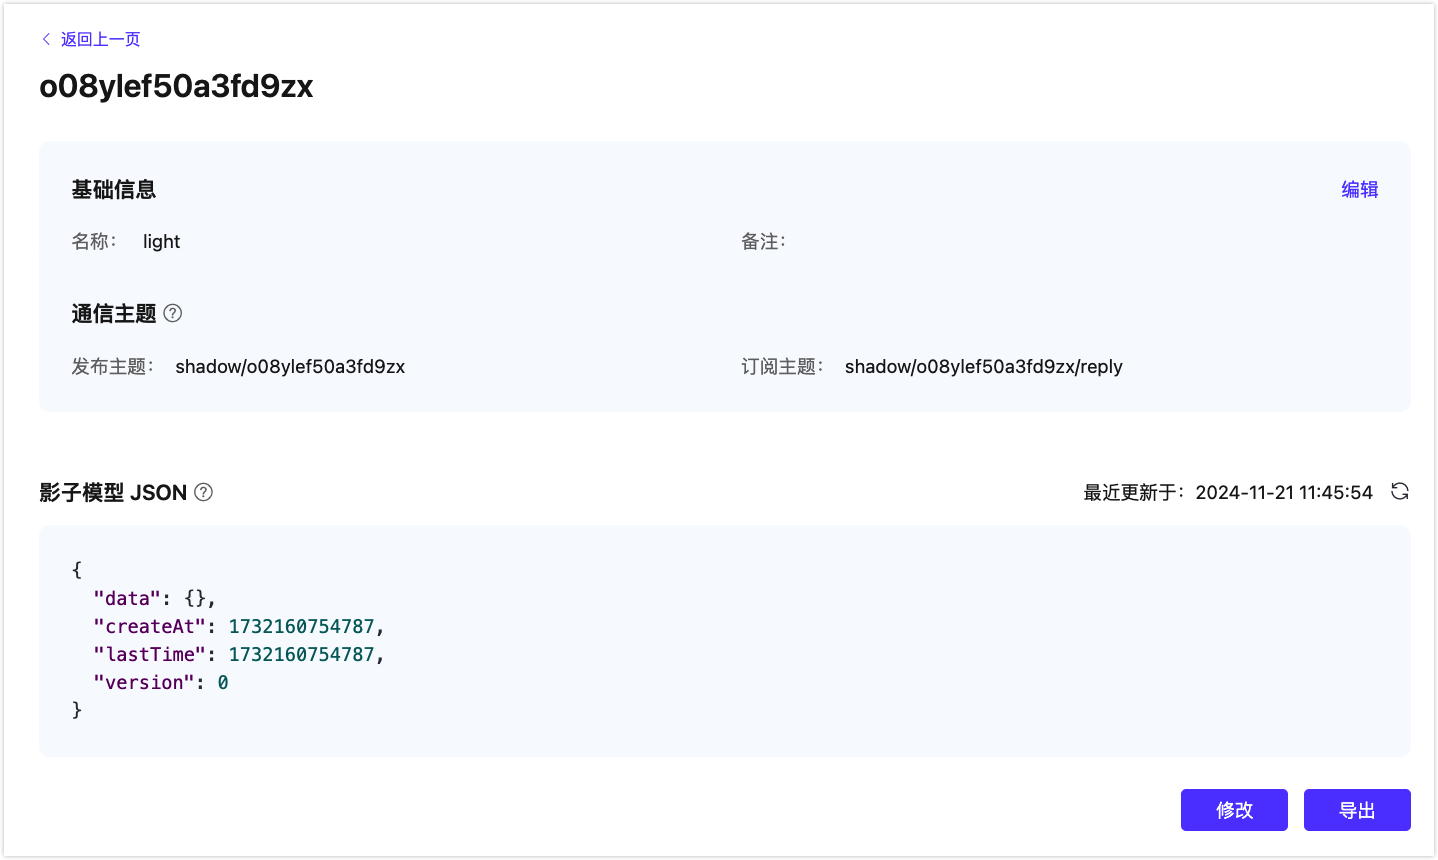 返回上一页
o08ylef50a3fd9zx
基础信息
编辑
名称： light
备注：
通信主题
发布主题： shadow/o08ylef50a3fd9zx
订阅主题： shadow/o08ylef50a3fd9zx/reply
影子模型 JSON
最近更新于：2024-11-21 11:45:54
{
"data": {},
"createAt": 1732160754787,
"lastTime": 1732160754787,
"version": 0
}
修改
导出